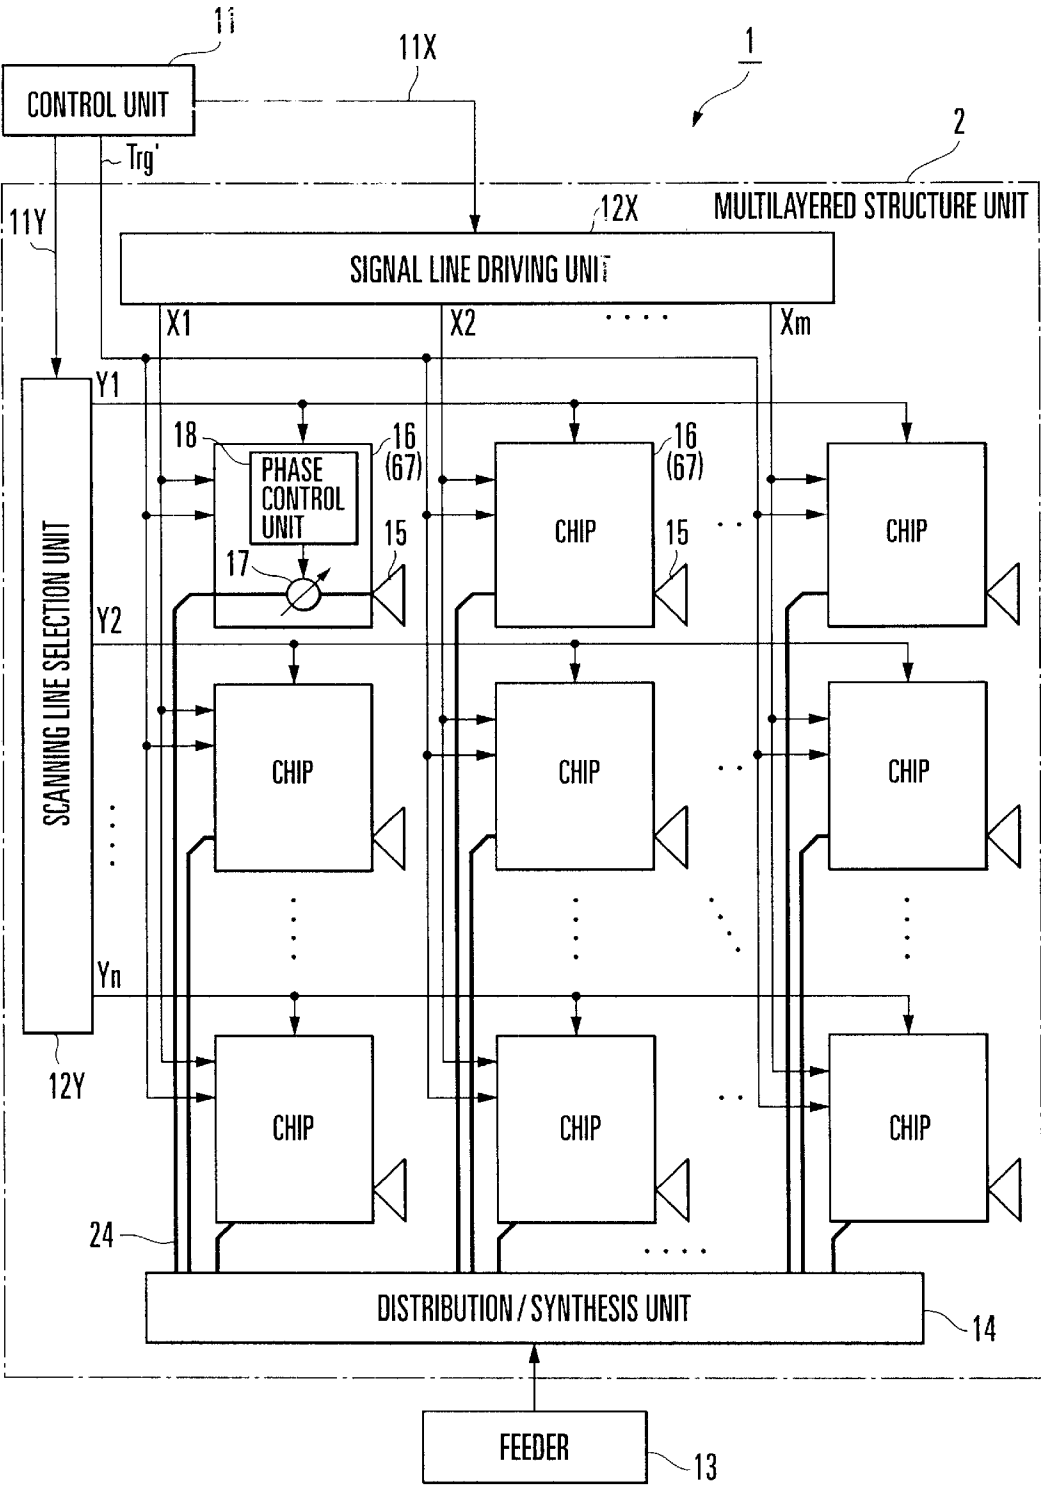 11
11X
1
CONTROL UNIT
Trg'
2
11Y
12X
MULTILAYERED STRUCTURE UNIT
SIGNAL LINE DRIVING UNIT
X1
X2
Xm
Y1
18
16
(67)
16
(67)
PHASE
CONTROL
UNIT
15
CHIP
15
CHIP
17
SCANNING LINE SELECTION UNIT
Y2
CHIP
CHIP
CHIP
Yn
12Y
CHIP
CHIP
CHIP
24
DISTRIBUTION / SYNTHESIS UNIT
14
FEEDER
13